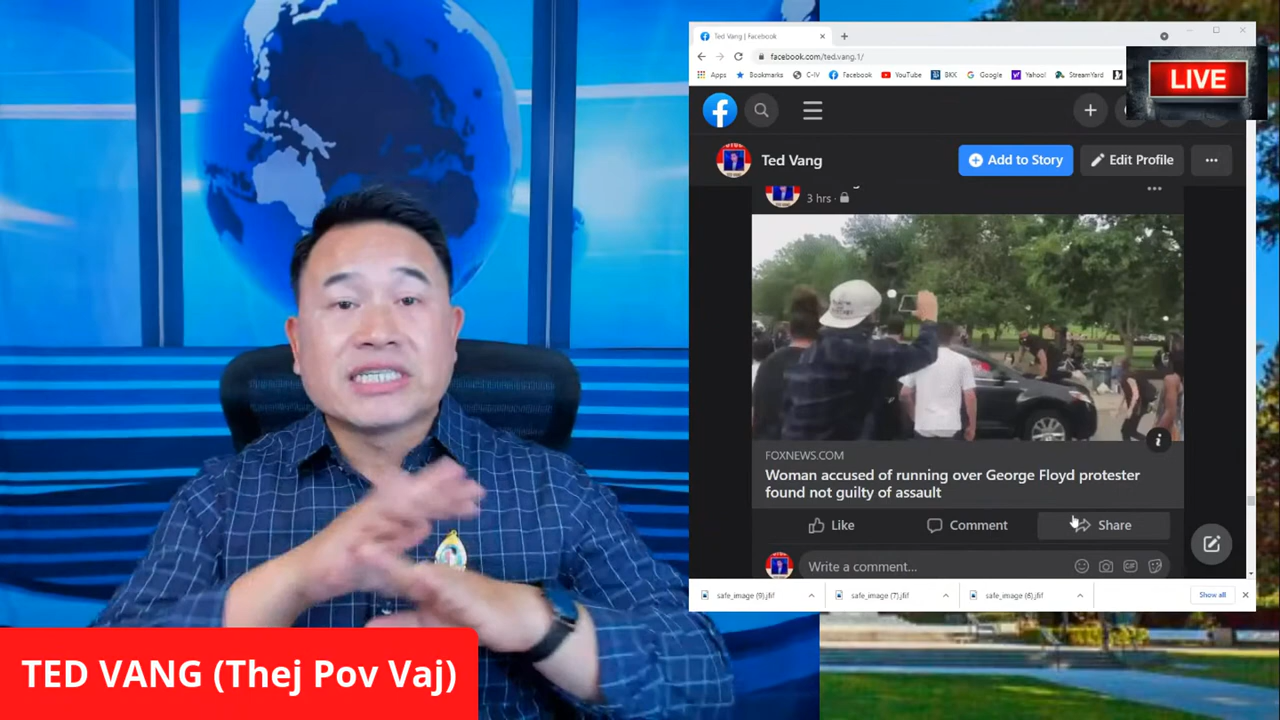 Ted Vang | Facebook
facebook.com/ted.vang.1/
Apps Bookmarks C-IV Facebook YouTube BKK Google Yahoo! StreamYard
LIVE
Ted Vang
Add to Story
Edit Profile
3 hrs
FOXNEWS.COM
Woman accused of running over George Floyd protester
found not guilty of assault
Like
Comment
Share
Write a comment...
GIF
safe_image (9).jfif
safe_image (7).jfif
safe_image (6).jfif
Show all
TED VANG (Thej Pov Vaj)